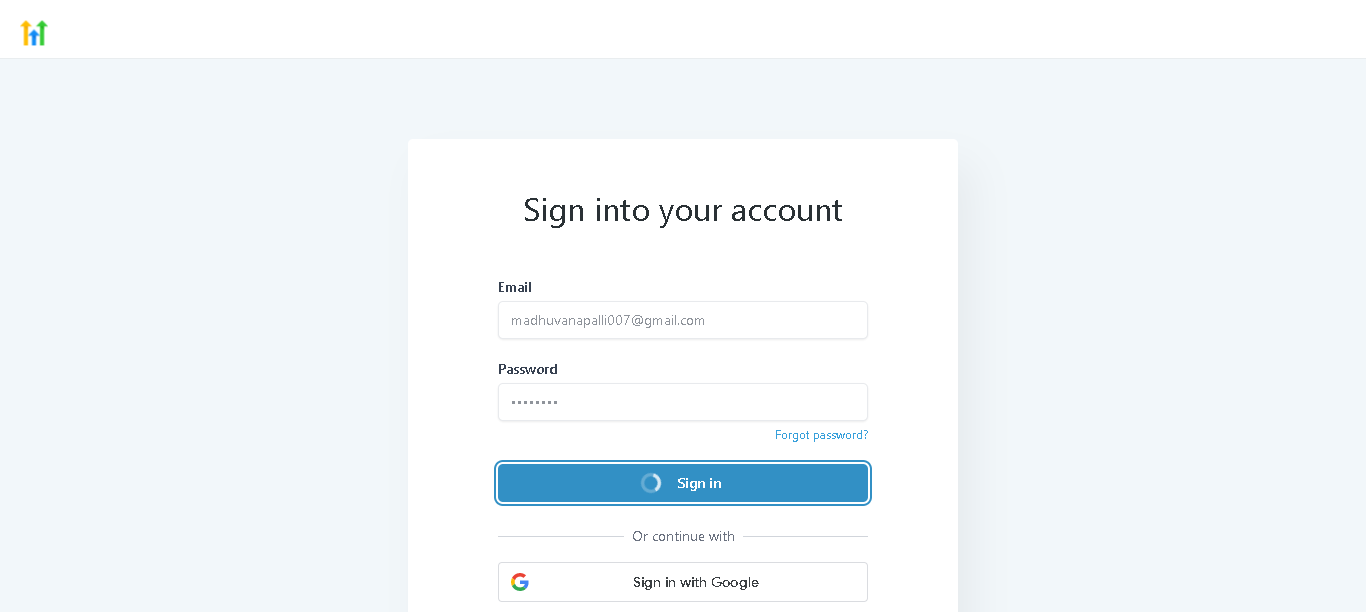 Sign into your account
Email
madhuvanapalli007@gmail.com
Password
••••••••
Forgot password?
Sign in
Or continue with
Sign in with Google